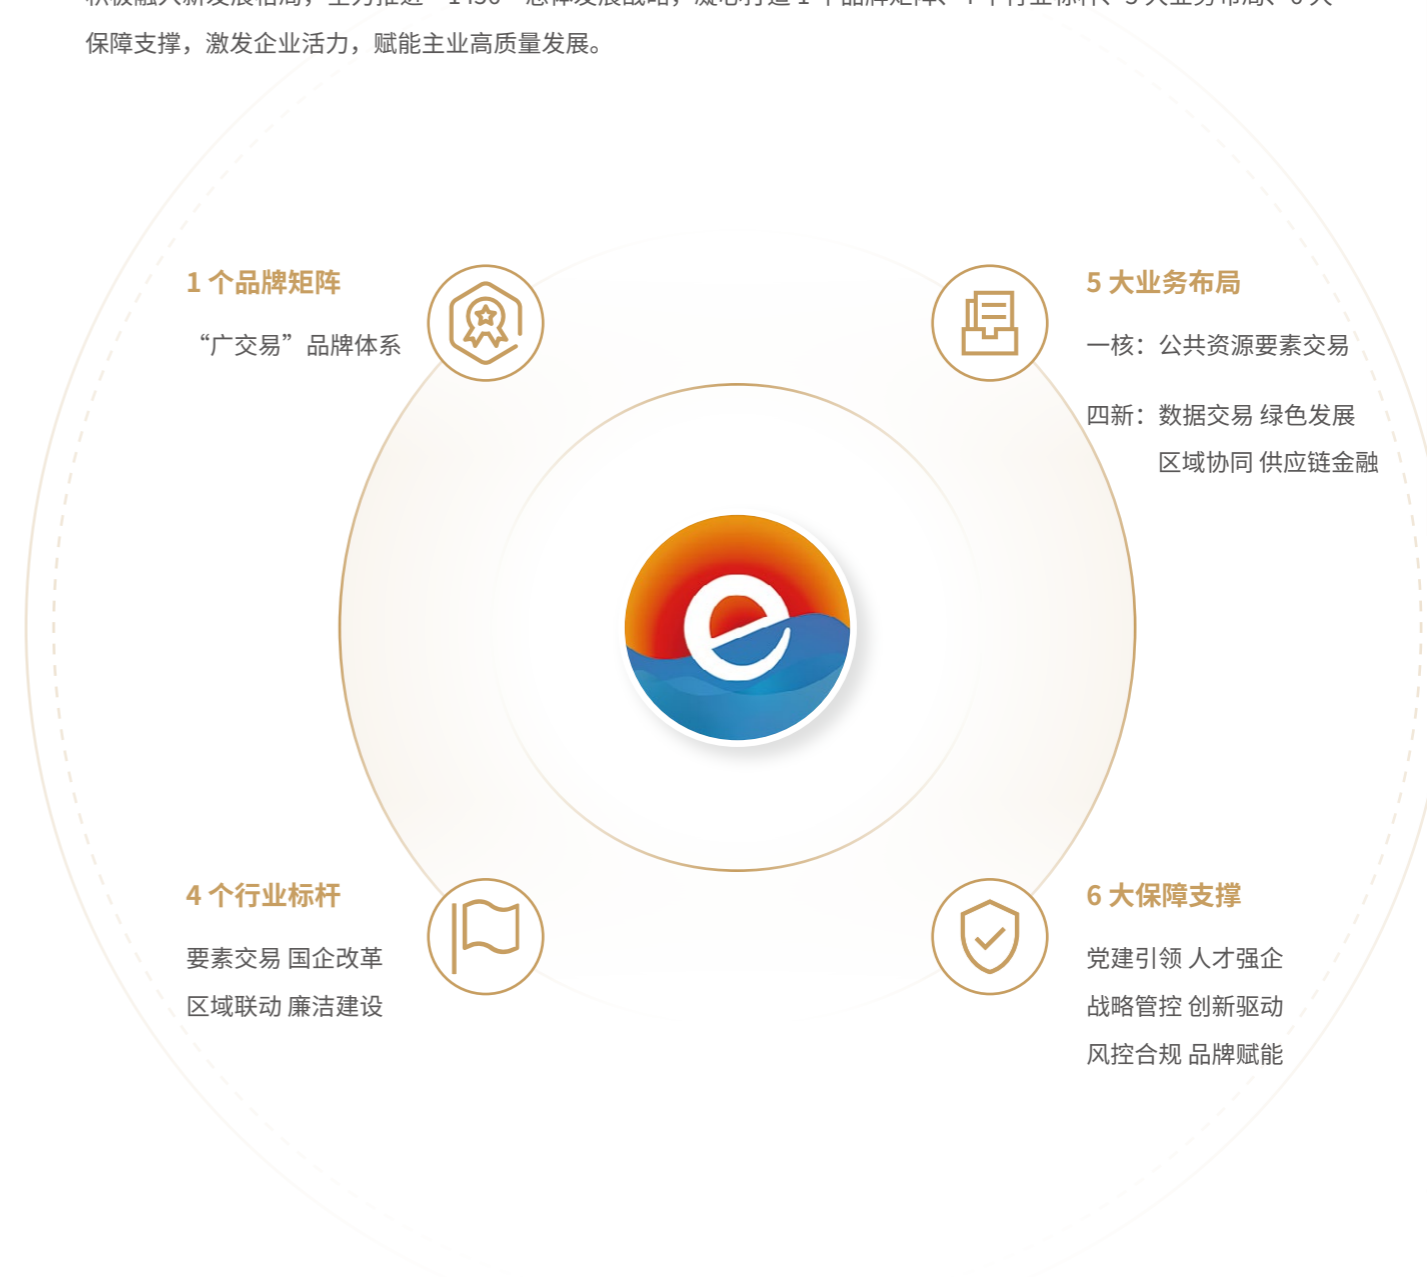 保障支撑，激发企业活力，赋能主业高质量发展。
1 个品牌矩阵
“广交易”品牌体系
5 大业务布局
一核：公共资源要素交易
四新：数据交易 绿色发展
区域协同 供应链金融
4 个行业标杆
要素交易 国企改革
区域联动 廉洁建设
6 大保障支撑
党建引领 人才强企
战略管控 创新驱动
风控合规 品牌赋能